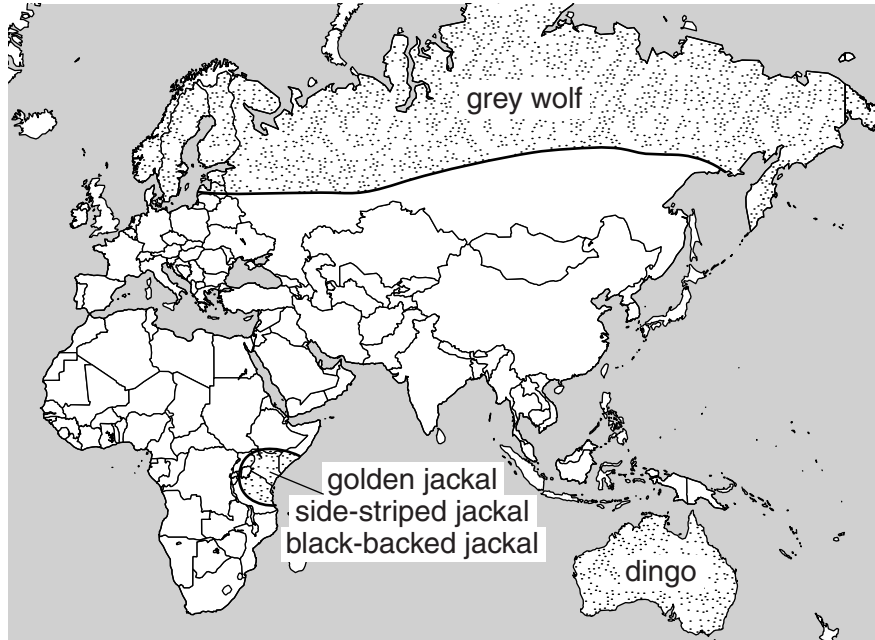 grey wolf
golden jackal
side-striped jackal
black-backed jackal
dingo